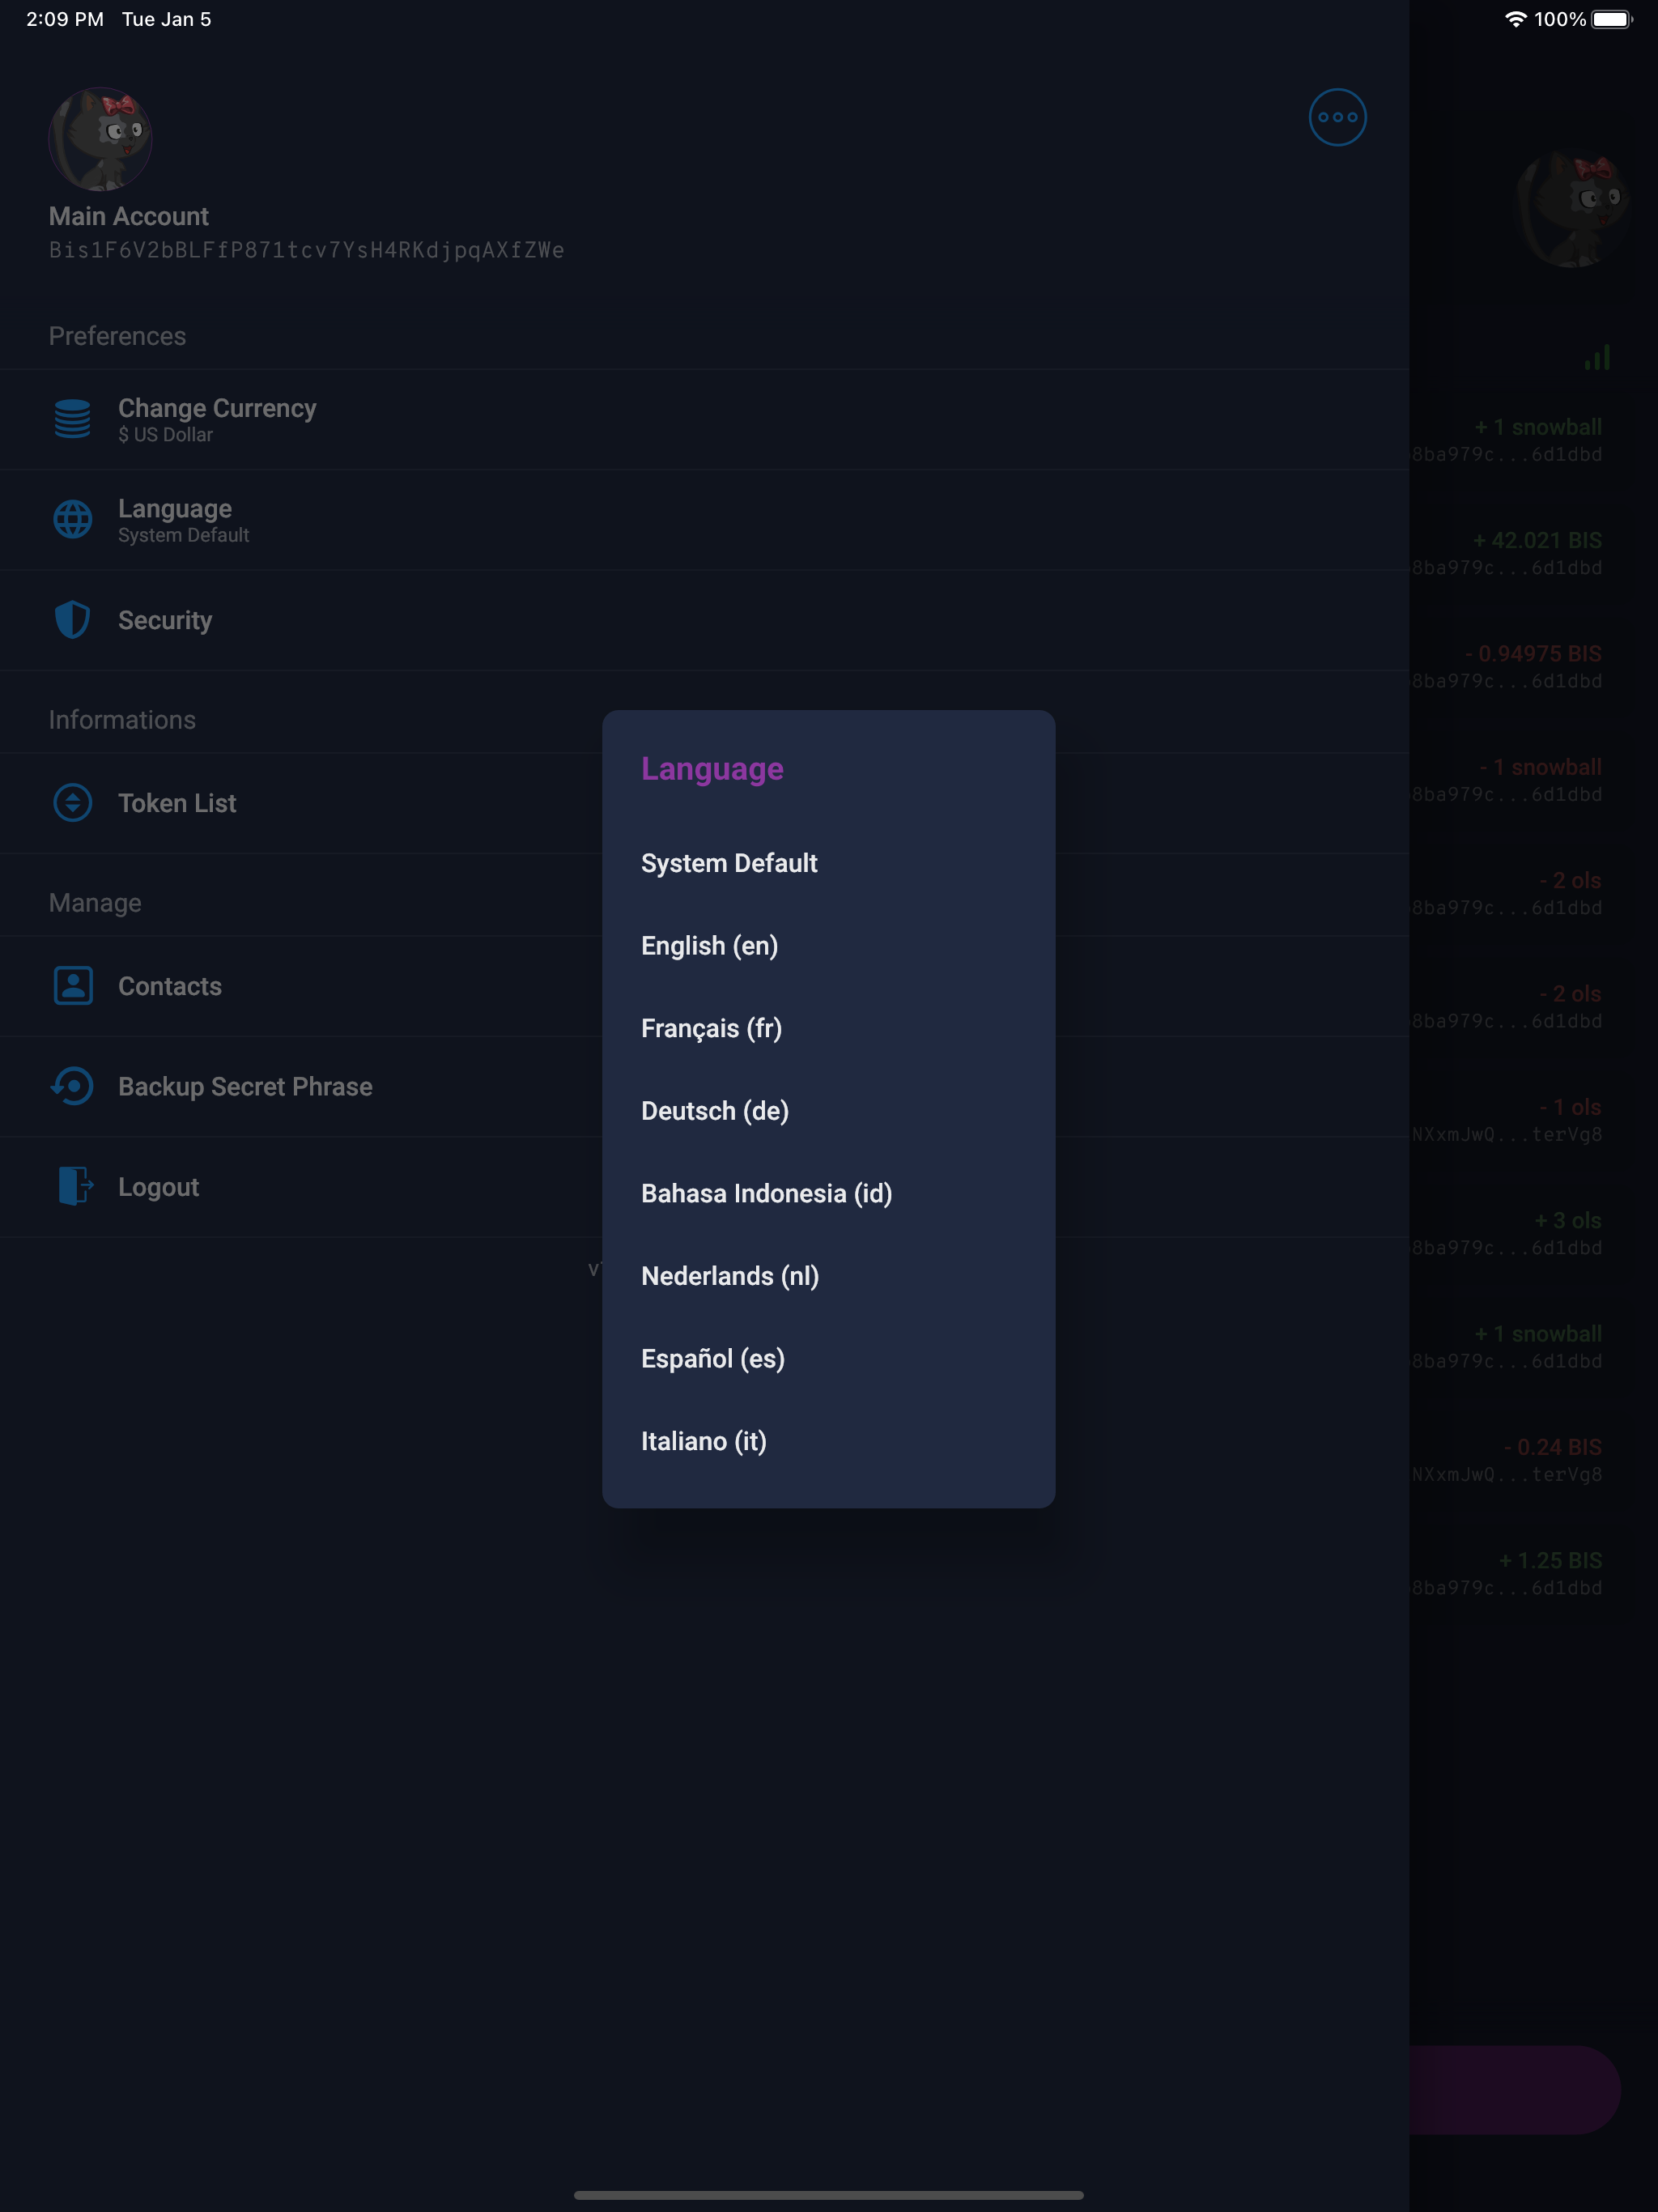 2:09 PM Tue Jan 5
100%
Main Account
Bis1F6V2bBLFfP871tcv7YsH4RKdjpqAXfZWe
Preferences
Change Currency
$ US Dollar
Language
System Default
Security
Informations
Token List
Manage
Contacts
Backup Secret Phrase
Logout
Language
System Default
English (en)
Français (fr)
Deutsch (de)
Bahasa Indonesia (id)
Nederlands (nl)
Español (es)
Italiano (it)
+ 1 snowball
8ba979c...6d1dbd
+ 42.021 BIS
8ba979c...6d1dbd
- 0.94975 BIS
8ba979c...6d1dbd
- 1 snowball
8ba979c...6d1dbd
- 2 ols
8ba979c...6d1dbd
- 2 ols
8ba979c...6d1dbd
- 1 ols
NXxmJwQ...terVg8
+ 3 ols
8ba979c...6d1dbd
+ 1 snowball
8ba979c...6d1dbd
- 0.24 BIS
NXxmJwQ...terVg8
+ 1.25 BIS
8ba979c...6d1dbd